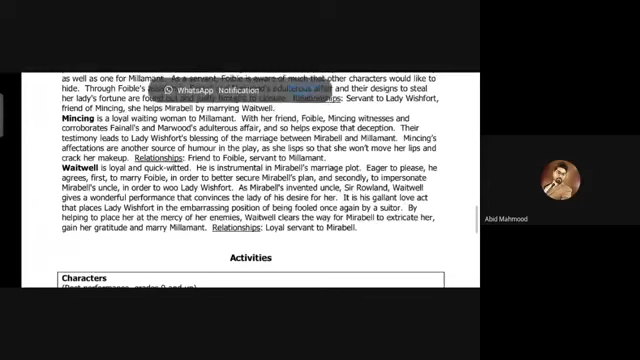 as well as one for Millamant. As a servant, Foible is aware of much that other characters would like to
hide. Through Foible's adulterous affair and their designs to steal
WhatsApp Notification
her lady's fortune are found out and Relationships: Servant to Lady Wishfort,
friend of Mincing, she helps Mirabell by marrying Waitwell.
Mincing is a loyal waiting woman to Millamant. With her friend, Foible, Mincing witnesses and
corroborates Fainall's and Marwood's adulterous affair, and so helps expose that deception. Their
testimony leads to Lady Wishfort's blessing of the marriage between Mirabell and Millamant. Mincing's
affectations are another source of humour in the play, as she lisps so that she won't move her lips and
crack her makeup. Relationships: Friend to Foible, servant to Millamant.
Waitwell is loyal and quick-witted. He is instrumental in Mirabell's marriage plot. Eager to please, he
agrees, first, to marry Foible, in order to better secure Mirabell's plan, and secondly, to impersonate
Mirabell's uncle, in order to woo Lady Wishfort. As Mirabell's invented uncle, Sir Rowland, Waitwell
gives a wonderful performance that convinces the lady of his desire for her. It is his gallant love act
that places Lady Wishfort in the embarrassing position of being fooled once again by a suitor. By
helping to place her at the mercy of her enemies, Waitwell clears the way for Mirabell to extricate her,
gain her gratitude and marry Millamant. Relationships: Loyal servant to Mirabell.
Activities
Characters
Abid Mahmood